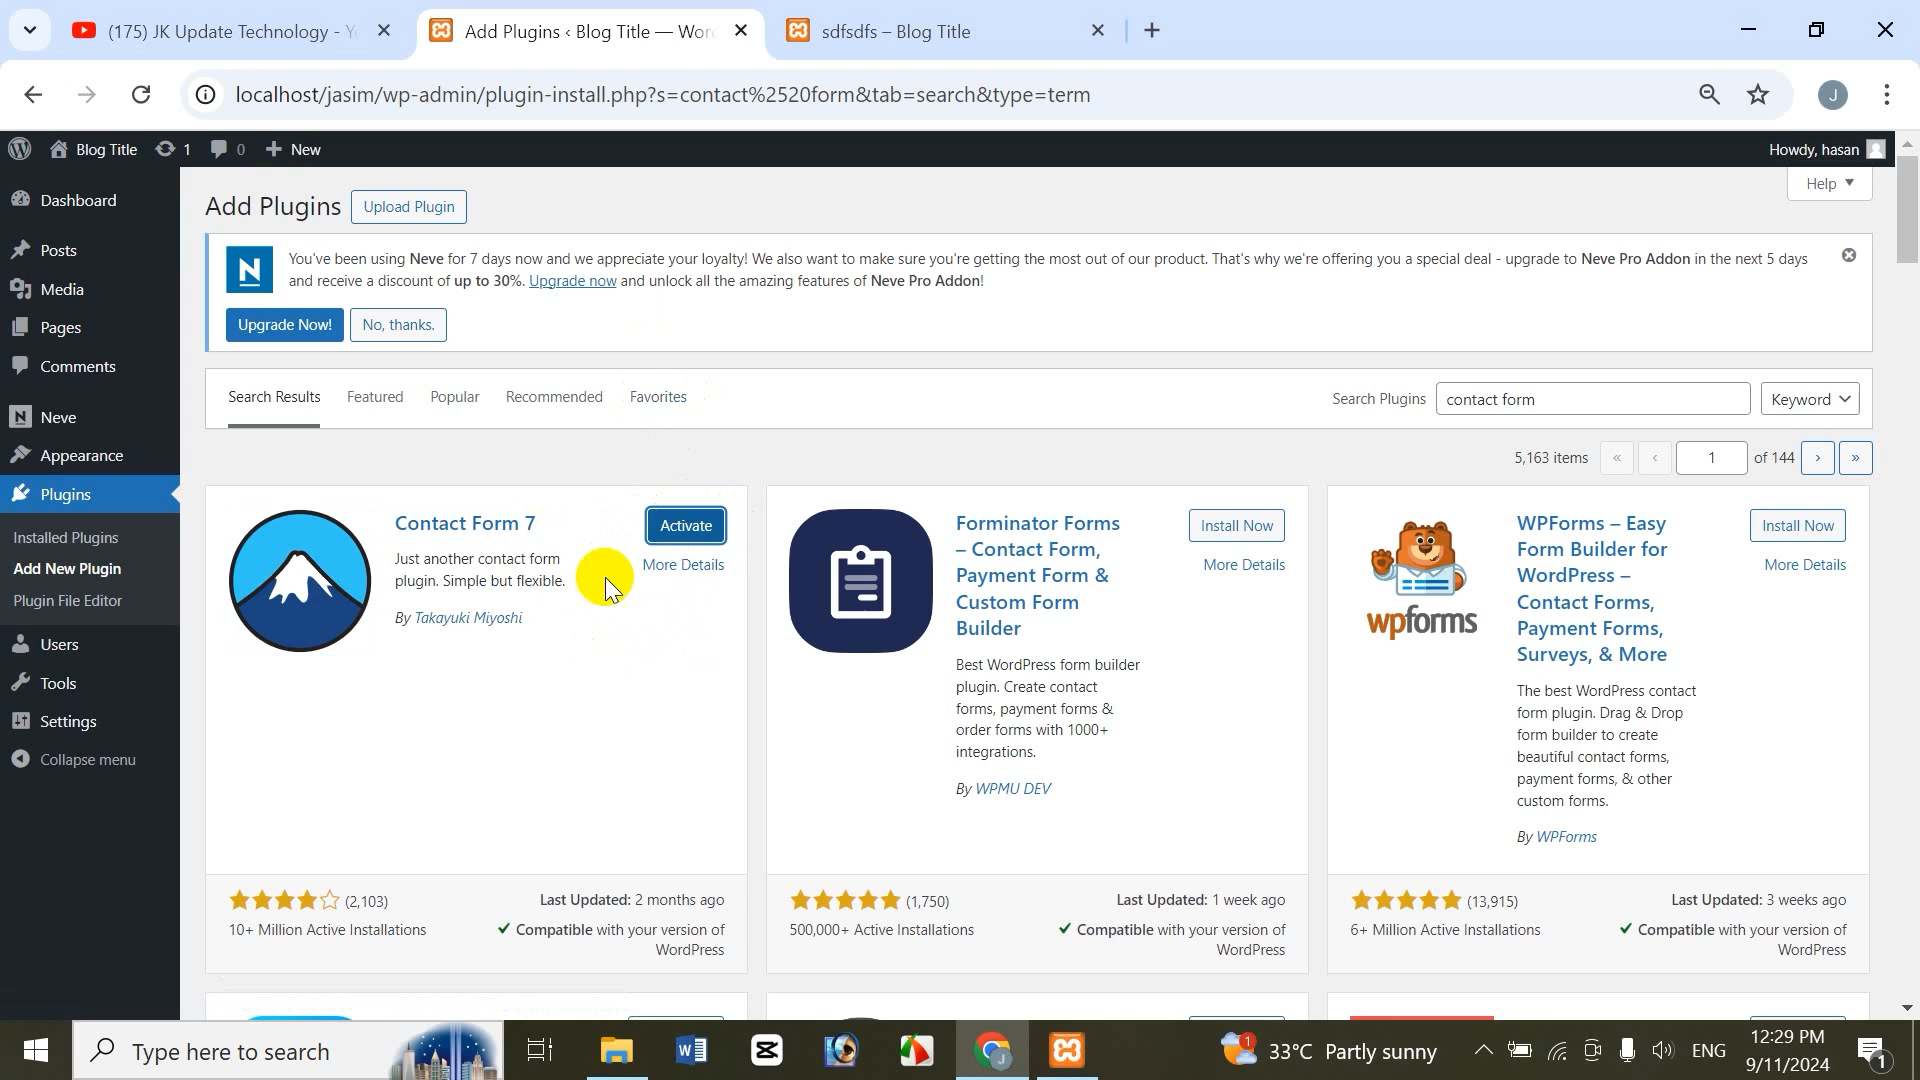 (175) JK Update Technology - Y
Add Plugins ‹ Blog Title — Wor
sdfsdfs – Blog Title
localhost/jasim/wp-admin/plugin-install.php?s=contact%2520form&tab=search&type=term
J
Blog Title
1
0
New
Howdy, hasan
Dashboard
Posts
Media
Pages
Comments
Neve
Appearance
Plugins
Installed Plugins
Add New Plugin
Plugin File Editor
Users
Tools
Settings
Collapse menu
Help
Add Plugins
Upload Plugin
N
You've been using Neve for 7 days now and we appreciate your loyalty! We also want to make sure you're getting the most out of our product. That's why we're offering you a special deal - upgrade to Neve Pro Addon in the next 5 days
and receive a discount of up to 30%. Upgrade now and unlock all the amazing features of Neve Pro Addon!
Upgrade Now!
No, thanks.
Search Results
Featured
Popular
Recommended
Favorites
Search Plugins
contact form
Keyword
5,163 items
«
‹
1
of 144
›
»
Contact Form 7
Activate
More Details
Just another contact form
plugin. Simple but flexible.
By Takayuki Miyoshi
(2,103)
Last Updated: 2 months ago
10+ Million Active Installations
Compatible with your version of
WordPress
Forminator Forms
– Contact Form,
Payment Form &
Custom Form
Builder
Install Now
More Details
Best WordPress form builder
plugin. Create contact
forms, payment forms &
order forms with 1000+
integrations.
By WPMU DEV
(1,750)
Last Updated: 1 week ago
500,000+ Active Installations
Compatible with your version of
WordPress
wpforms
WPForms – Easy
Form Builder for
WordPress –
Contact Forms,
Payment Forms,
Surveys, & More
Install Now
More Details
The best WordPress contact
form plugin. Drag & Drop
form builder to create
beautiful contact forms,
payment forms, & other
custom forms.
By WPForms
(13,915)
Last Updated: 3 weeks ago
6+ Million Active Installations
Compatible with your version of
WordPress
Type here to search
1
33°C Partly sunny
ENG
12:29 PM
9/11/2024
1